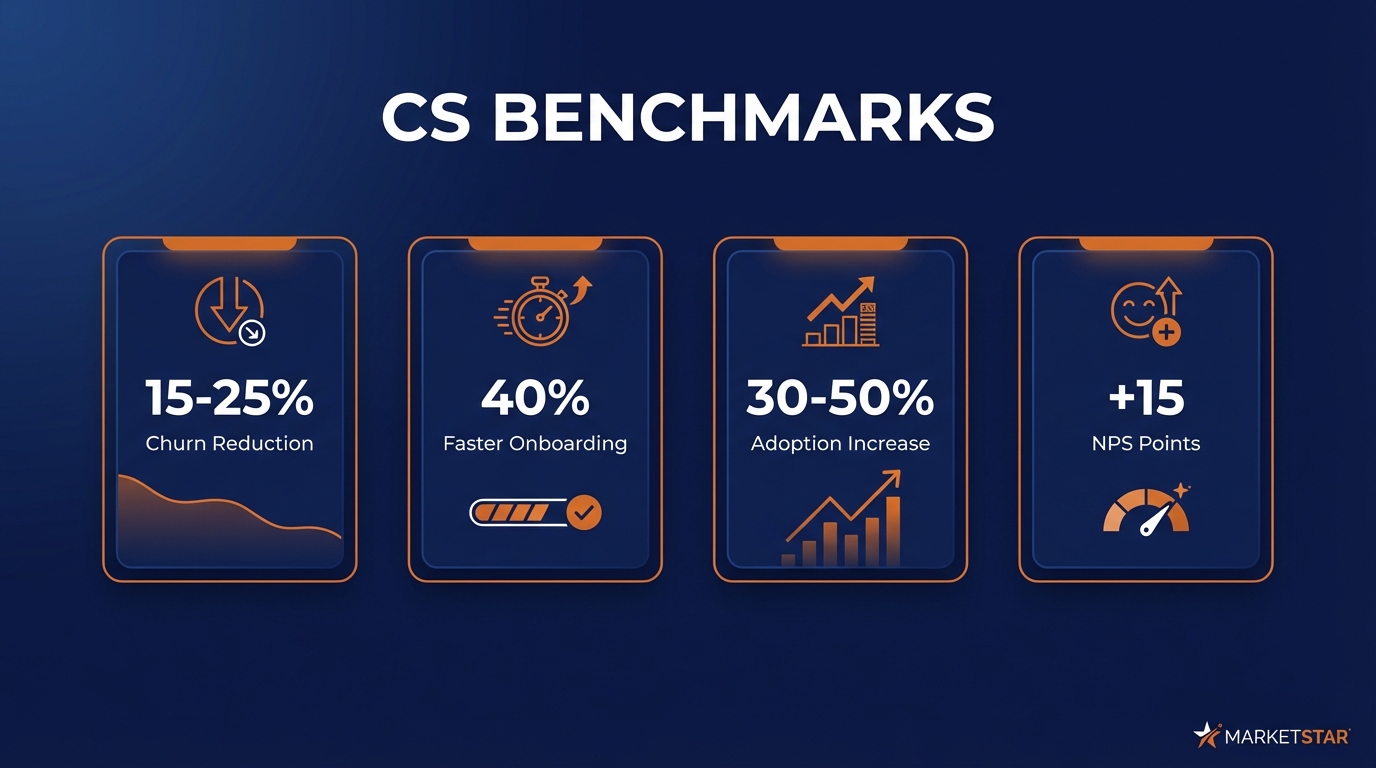 CS BENCHMARKS
15-25%
Churn Reduction
40%
Faster Onboarding
30-50%
Adoption Increase
+15
NPS Points
MARKETSTAR